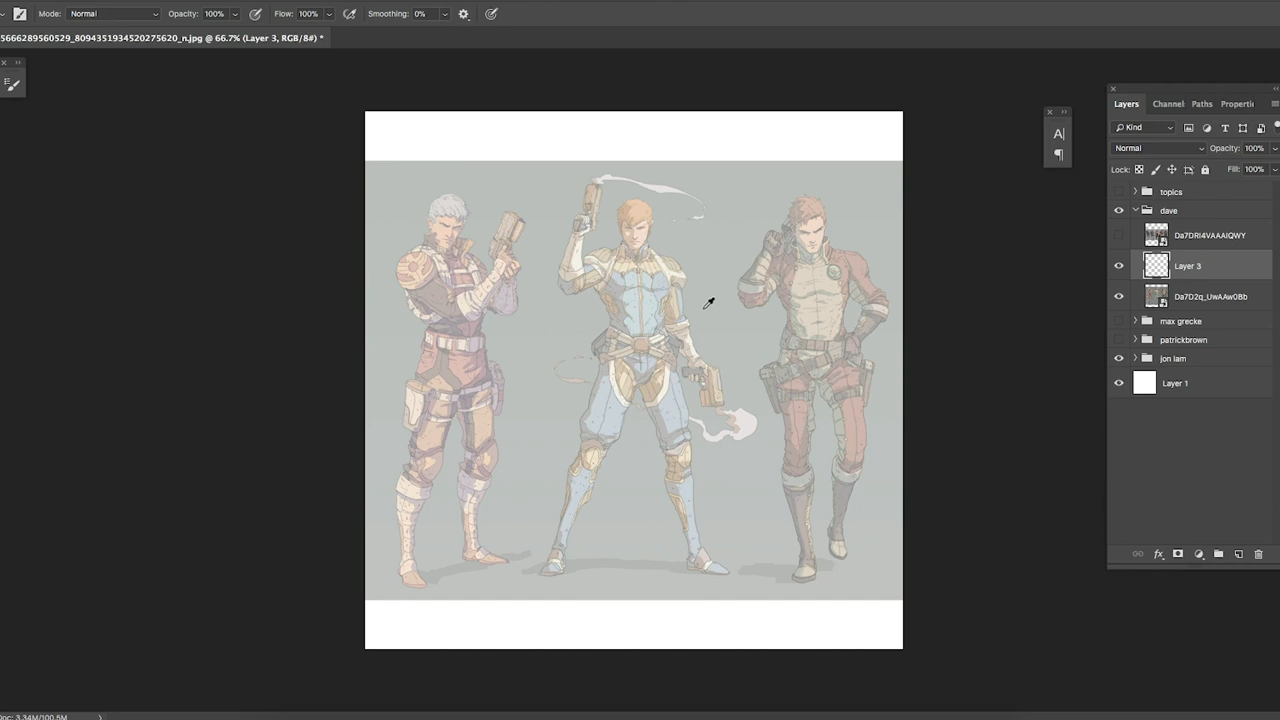 Mode: Normal Opacity: 100% Flow: 100% Smoothing: 0%
5666289560529_8094351934520275620_n.jpg @ 66.7% (Layer 3, RGB/8#) *
Layers Channel: Paths Properti
Kind T
Normal Opacity: 100%
Lock: Fill: 100%
topics
dave
Da7DRI4VAAAIQWY
Layer 3
Da7D2q_UwAAw0Bb
max grecke
patrickbrown
jon lam
Layer 1
A
fx
Doc: 3.34M/100.5M